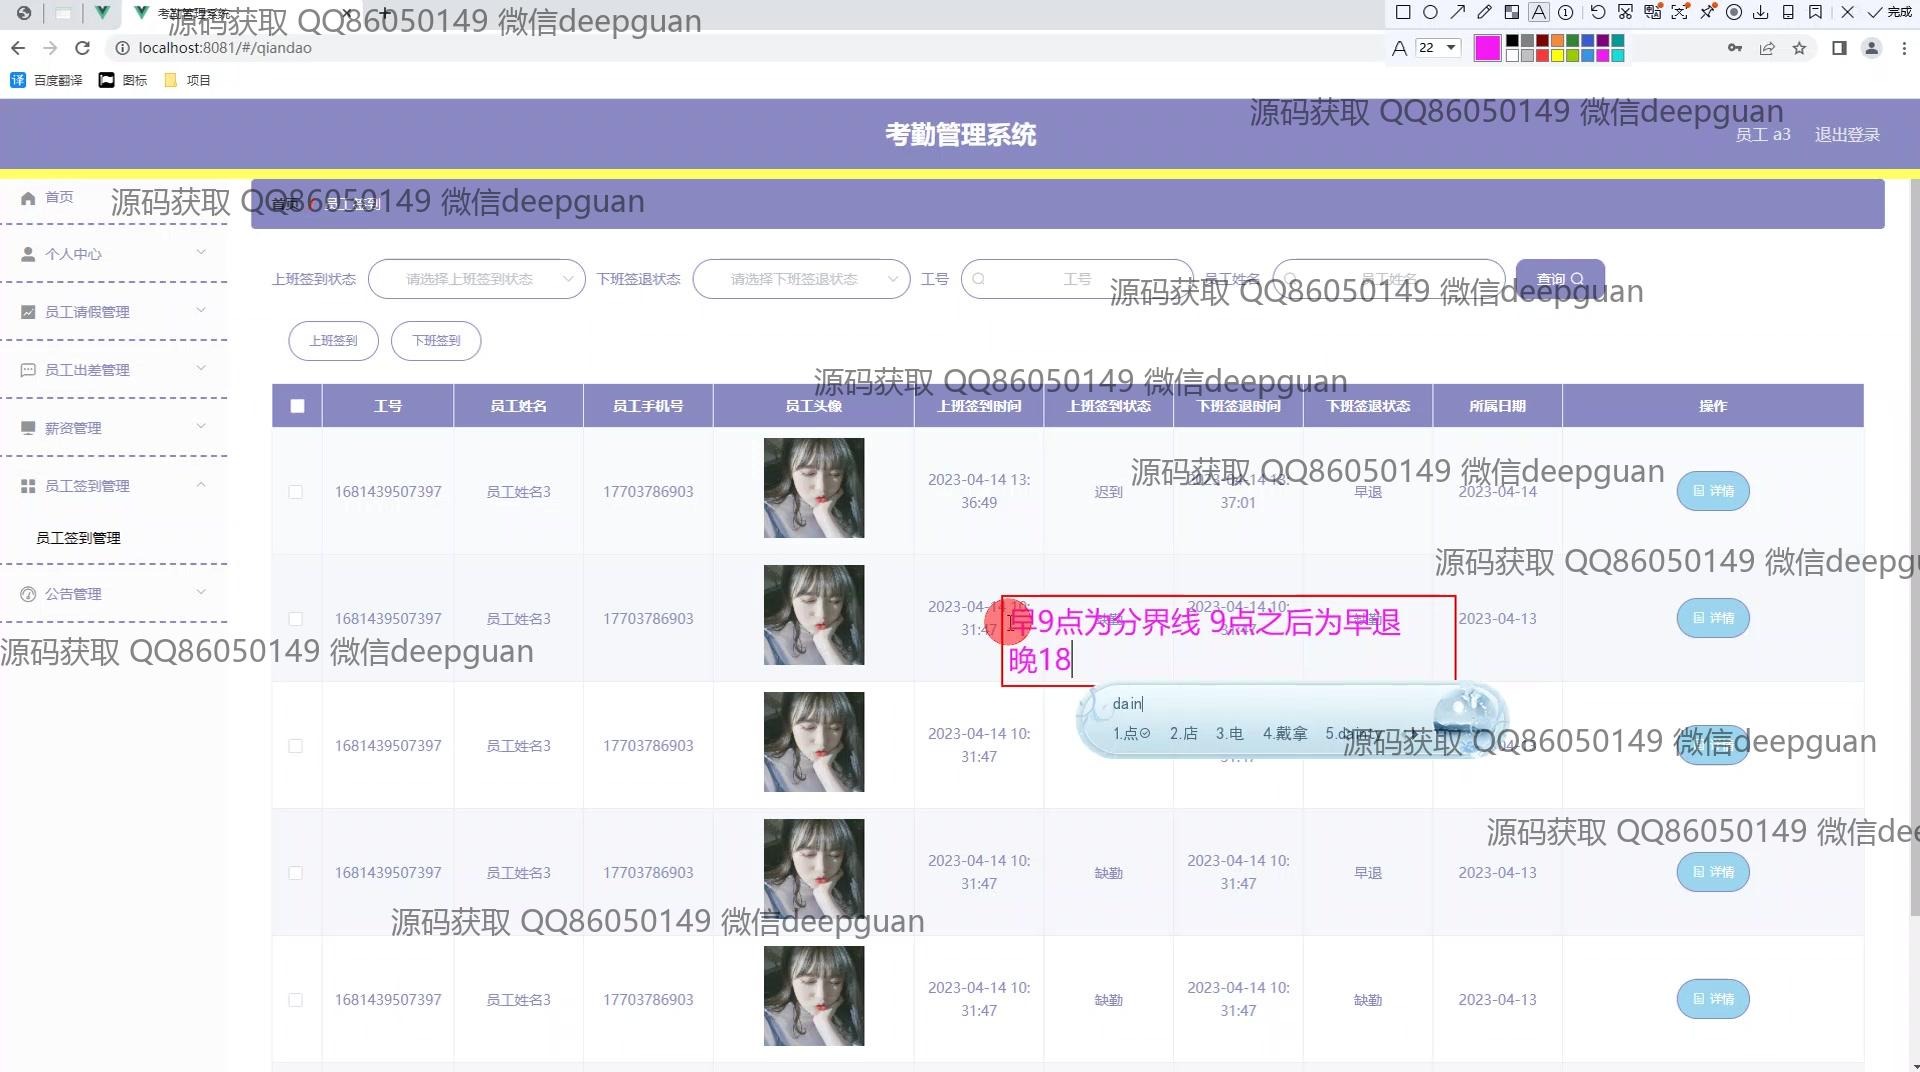 考勤管理系统
完成
localhost:8081/#/qiandao
22
百度翻译 图标 项目
源码获取 QQ86050149 微信deepguan
源码获取 QQ86050149 微信deepguan
考勤管理系统
员工 a3 退出登录
首页
个人中心
员工请假管理
员工出差管理
薪资管理
员工签到管理
员工签到管理
公告管理
源码获取 QQ86050149 微信deepguan
首页 / 员工签到
上班签到状态 请选择上班签到状态 下班签退状态 请选择下班签退状态 工号 工号 员工姓名 员工姓名 查询
源码获取 QQ86050149 微信deepguan
上班签到 下班签到
源码获取 QQ86050149 微信deepguan
工号 员工姓名 员工手机号 员工头像 上班签到时间 上班签到状态 下班签退时间 下班签退状态 所属日期 操作
源码获取 QQ86050149 微信deepguan
1681439507397 员工姓名3 17703786903 2023-04-14 13:36:49 迟到 2023-04-14 13:37:01 早退 2023-04-14 详情
源码获取 QQ86050149 微信deepg
1681439507397 员工姓名3 17703786903 2023-04-14 10:31:47 2023-04-14 10: 2023-04-13 详情
早9点为分界线 9点之后为早退
晚18
源码获取 QQ86050149 微信deepguan
dain
1.点 2.店 3.电 4.戴拿 5.dainty
源码获取 QQ86050149 微信deepguan
1681439507397 员工姓名3 17703786903 2023-04-14 10:31:47
源码获取 QQ86050149 微信dee
1681439507397 员工姓名3 17703786903 2023-04-14 10:31:47 缺勤 2023-04-14 10:31:47 早退 2023-04-13 详情
源码获取 QQ86050149 微信deepguan
1681439507397 员工姓名3 17703786903 2023-04-14 10:31:47 缺勤 2023-04-14 10:31:47 缺勤 2023-04-13 详情